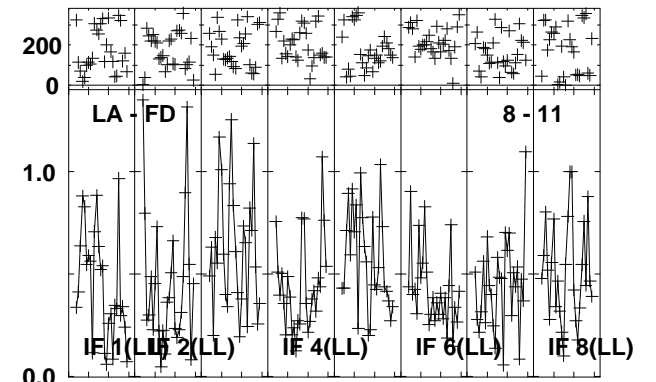 200
0
LA - FD 8 - 11
1.0
IF 1(LL) IF 2(LL) IF 4(LL) IF 6(LL) IF 8(LL)
0.0